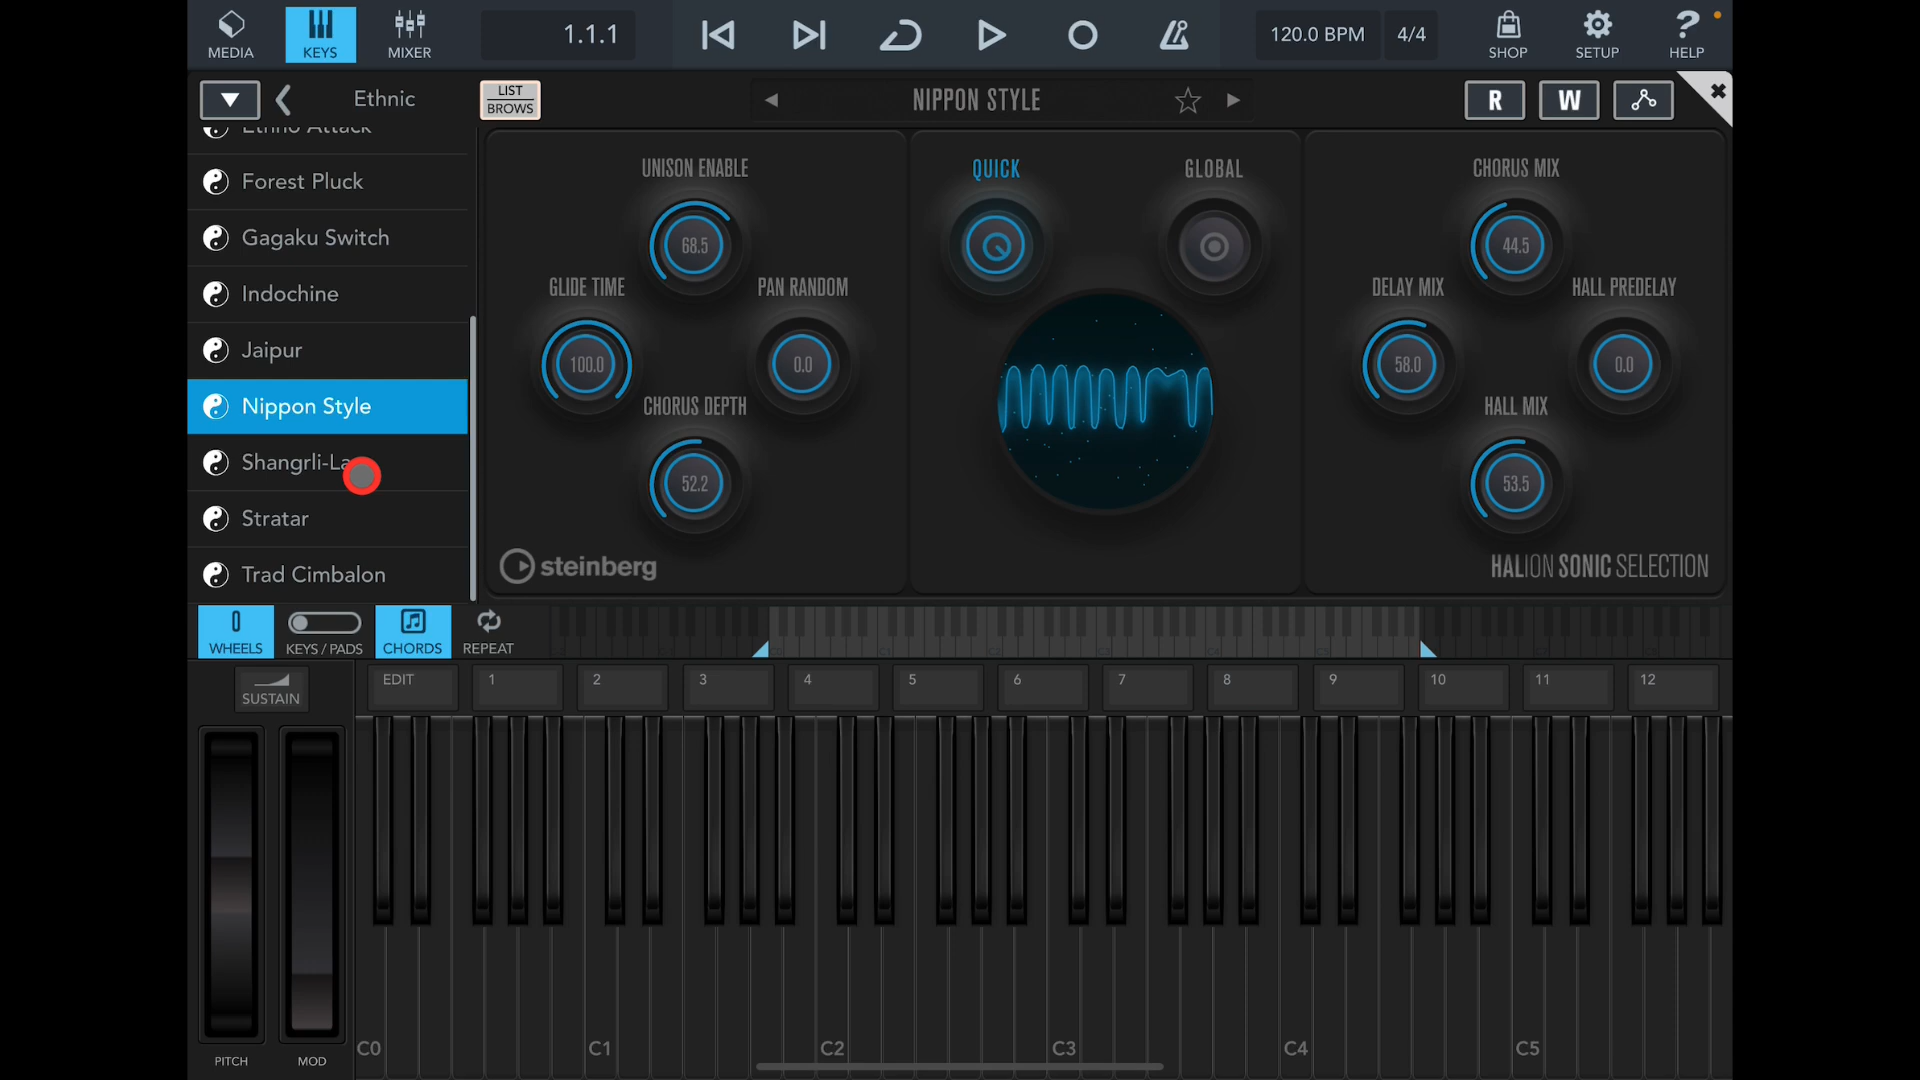 MEDIA
KEYS
MIXER
1.1.1
120.0 BPM
4/4
SHOP
SETUP
?
HELP
Ethnic
LIST
BROWS
NIPPON STYLE
R
W
Ethno Attack
Forest Pluck
Gagaku Switch
Indochine
Jaipur
Nippon Style
Shangrli-La
Stratar
Trad Cimbalon
UNISON ENABLE
68.5
GLIDE TIME
100.0
PAN RANDOM
0.0
CHORUS DEPTH
52.2
steinberg
QUICK
GLOBAL
CHORUS MIX
44.5
DELAY MIX
58.0
HALL PREDELAY
0.0
HALL MIX
53.5
HALION SONIC SELECTION
WHEELS
KEYS / PADS
CHORDS
REPEAT
SUSTAIN
EDIT
1
2
3
4
5
6
7
8
9
10
11
12
C0
C1
C2
C3
C4
C5
PITCH
MOD